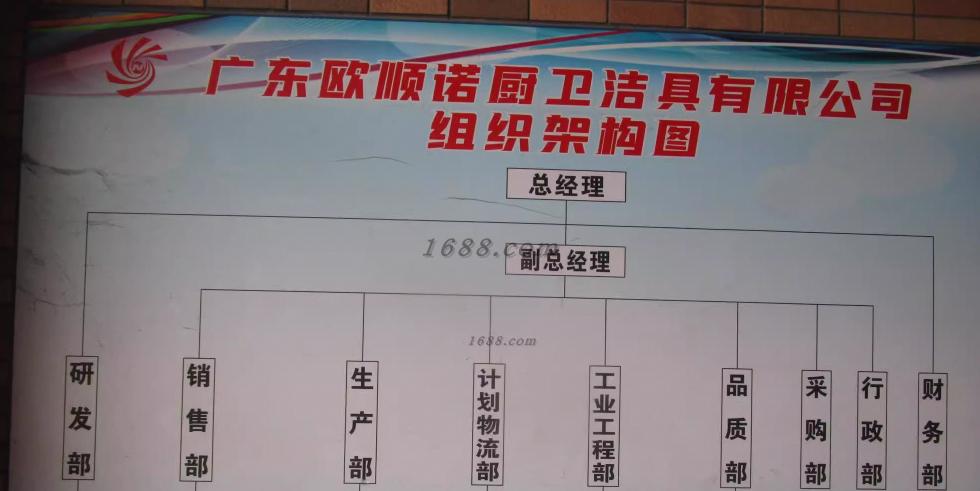 广东欧顺诺厨卫洁具有限公司
组织架构图
总经理
1688.com
副总经理
1688.com
研发部
销售部
生产部
计划物流部
工业工程部
品质部
采购部
行政部
财务部